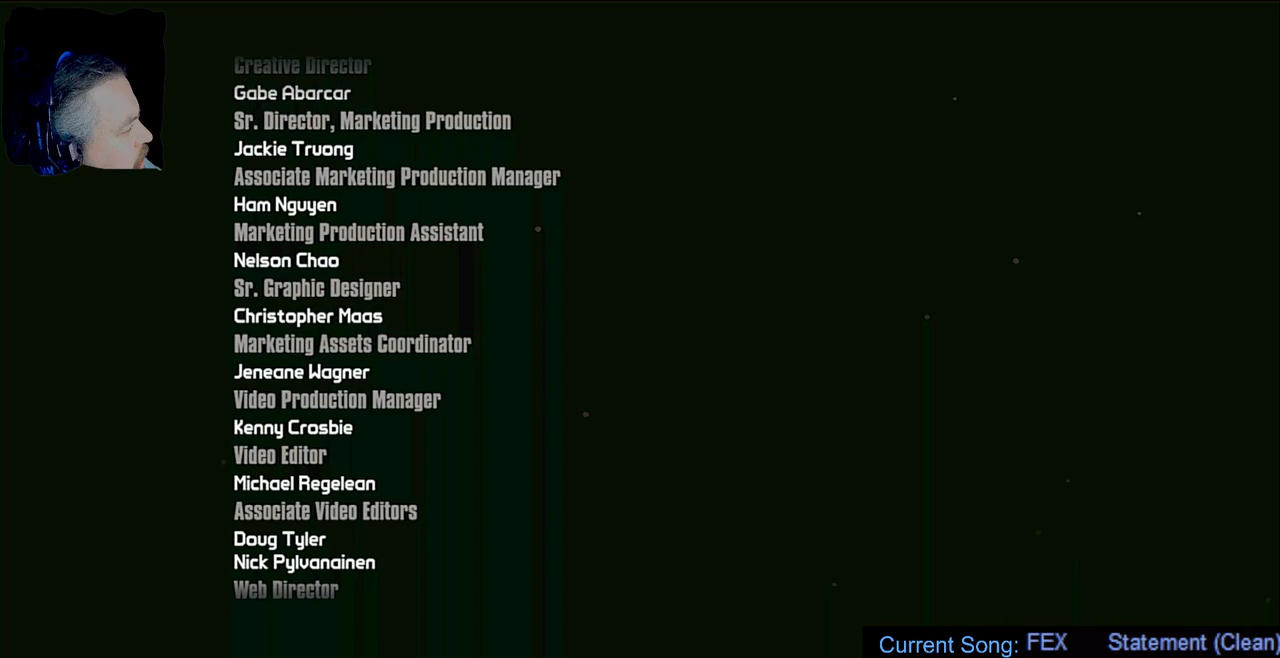 Creative Director
Gabe Abarcar
Sr. Director, Marketing Production
Jackie Truong
Associate Marketing Production Manager
Ham Nguyen
Marketing Production Assistant
Nelson Chao
Sr. Graphic Designer
Christopher Maas
Marketing Assets Coordinator
Jeneane Wagner
Video Production Manager
Kenny Crosbie
Video Editor
Michael Regelean
Associate Video Editors
Doug Tyler
Nick Pylvanainen
Web Director
Current Song: FEX Statement (Clean)